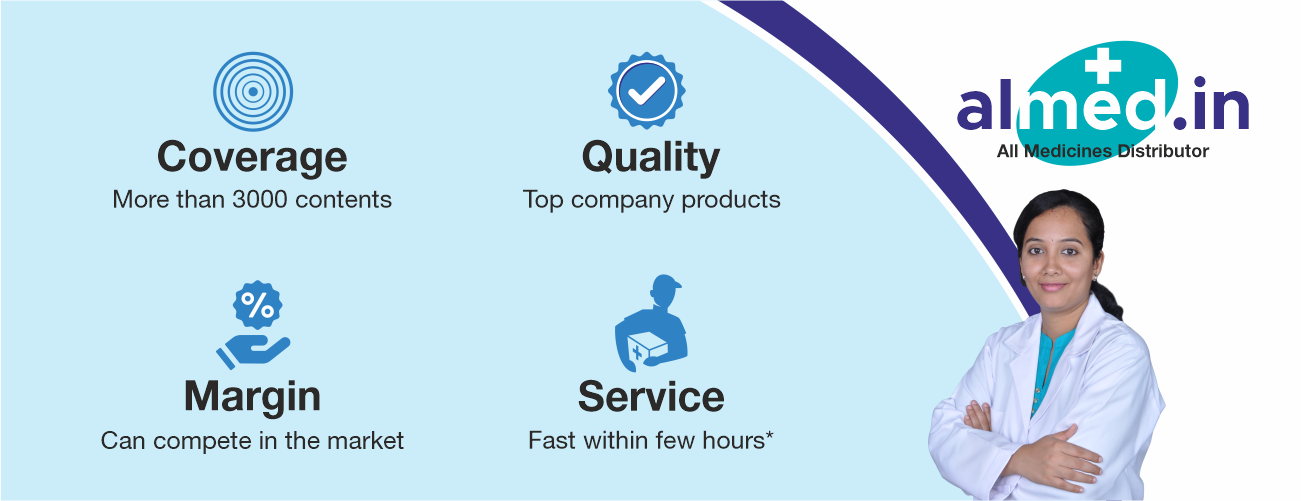 Coverage
More than 3000 contents
Quality
Top company products
Margin
Can compete in the market
Service
Fast within few hours*
almed.in
All Medicines Distributor